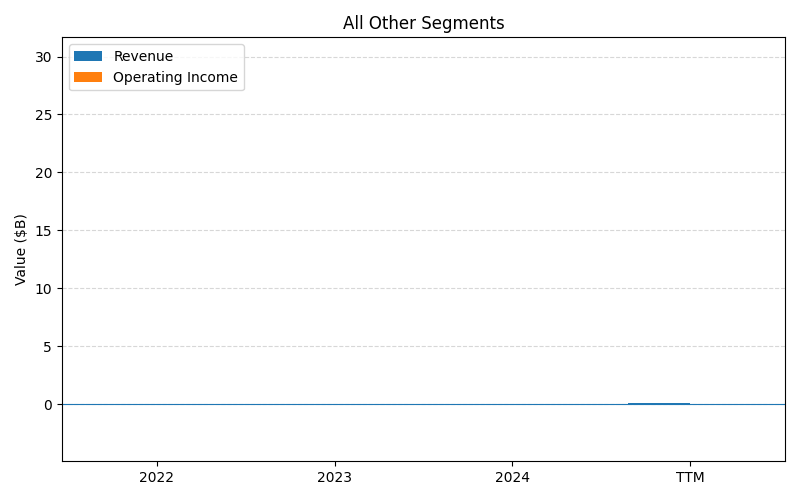 All Other Segments
Revenue
Operating Income
Value ($B)
30
25
20
15
10
5
0
2022
2023
2024
TTM